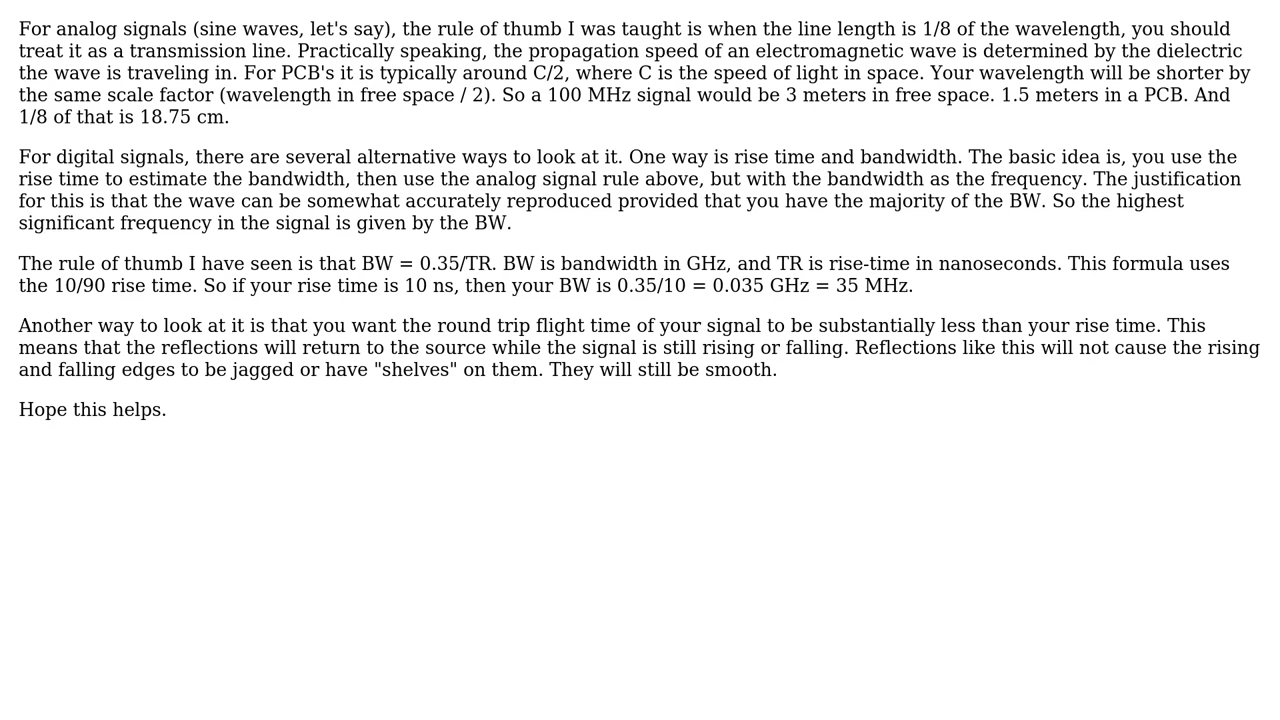 For analog signals (sine waves, let's say), the rule of thumb I was taught is when the line length is 1/8 of the wavelength, you should
treat it as a transmission line. Practically speaking, the propagation speed of an electromagnetic wave is determined by the dielectric
the wave is traveling in. For PCB's it is typically around C/2, where C is the speed of light in space. Your wavelength will be shorter by
the same scale factor (wavelength in free space / 2). So a 100 MHz signal would be 3 meters in free space. 1.5 meters in a PCB. And
1/8 of that is 18.75 cm.
For digital signals, there are several alternative ways to look at it. One way is rise time and bandwidth. The basic idea is, you use the
rise time to estimate the bandwidth, then use the analog signal rule above, but with the bandwidth as the frequency. The justification
for this is that the wave can be somewhat accurately reproduced provided that you have the majority of the BW. So the highest
significant frequency in the signal is given by the BW.
The rule of thumb I have seen is that BW = 0.35/TR. BW is bandwidth in GHz, and TR is rise-time in nanoseconds. This formula uses
the 10/90 rise time. So if your rise time is 10 ns, then your BW is 0.35/10 = 0.035 GHz = 35 MHz.
Another way to look at it is that you want the round trip flight time of your signal to be substantially less than your rise time. This
means that the reflections will return to the source while the signal is still rising or falling. Reflections like this will not cause the rising
and falling edges to be jagged or have "shelves" on them. They will still be smooth.
Hope this helps.